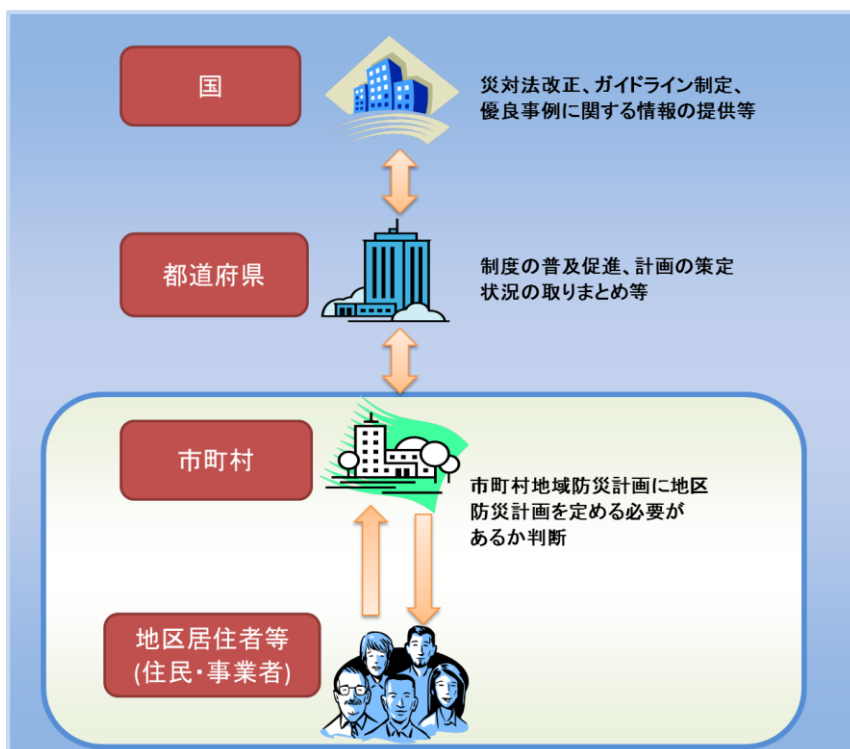 国
災対法改正、ガイドライン制定、
優良事例に関する情報の提供等
都道府県
制度の普及促進、計画の策定
状況の取りまとめ等
市町村
市町村地域防災計画に地区
防災計画を定める必要が
あるか判断
地区居住者等
(住民・事業者)